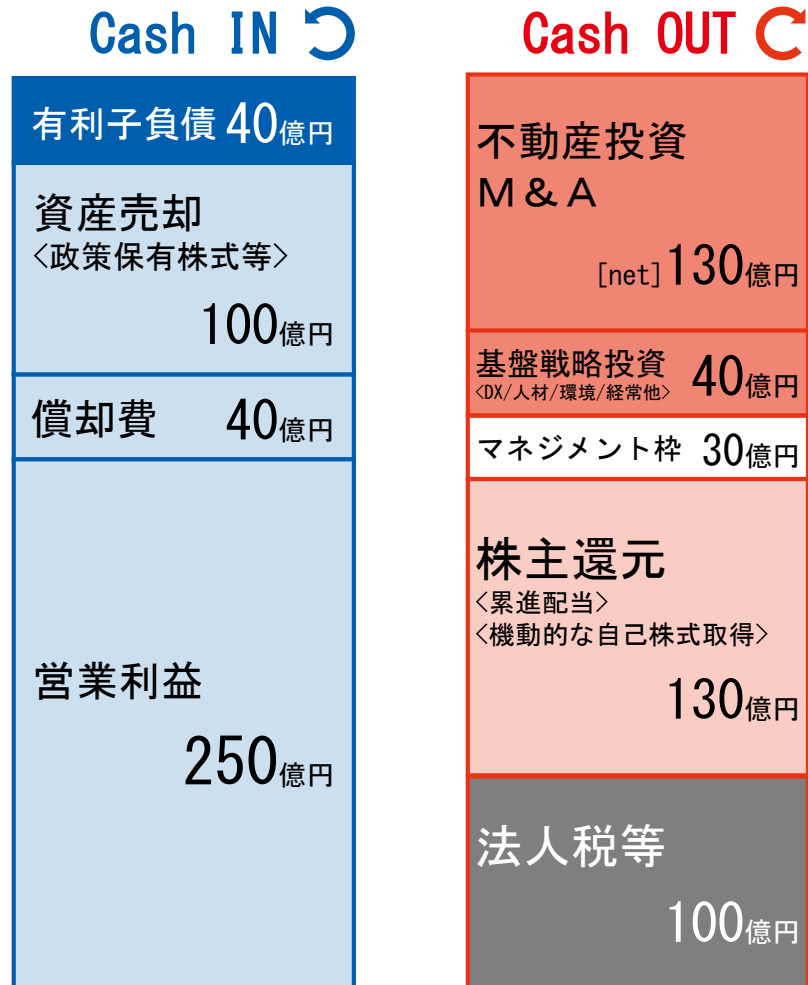 Cash IN
有利子負債 40億円
資産売却
<政策保有株式等>
100億円
償却費 40億円
営業利益
250億円
Cash OUT
不動産投資
M&A
[net]130億円
基盤戦略投資
<DX/人材/環境/経常他>
40億円
マネジメント枠 30億円
株主還元
<累進配当>
<機動的な自己株式取得>
130億円
法人税等
100億円